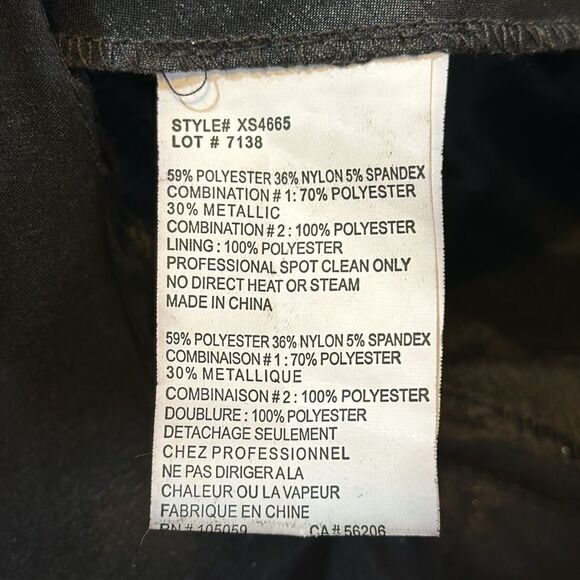 STYLE# XS4665
LOT # 7138
59% POLYESTER 36% NYLON 5% SPANDEX
COMBINATION # 1: 70% POLYESTER
30% METALLIC
COMBINATION # 2: 100% POLYESTER
LINING : 100% POLYESTER
PROFESSIONAL SPOT CLEAN ONLY
NO DIRECT HEAT OR STEAM
MADE IN CHINA
59% POLYESTER 36% NYLON 5% SPANDEX
COMBINAISON # 1: 70% POLYESTER
30% METALLIQUE
COMBINAISON # 2: 100% POLYESTER
DOUBLURE : 100% POLYESTER
DETACHAGE SEULEMENT
CHEZ PROFESSIONNEL
NE PAS DIRIGER A LA
CHALEUR OU LA VAPEUR
FABRIQUE EN CHINE
RN # 105059 CA # 56206